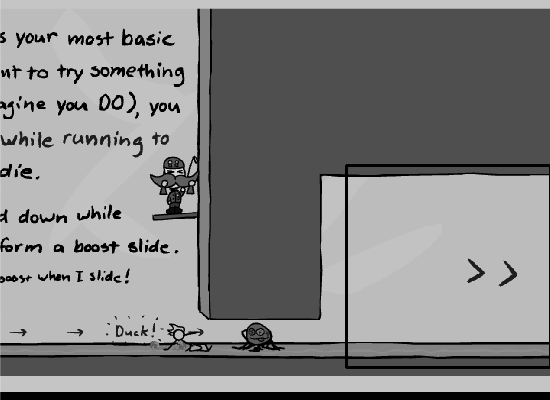 s your most basic
nt to try something
agine you DO), you
while running to
die.
d down while
form a boost slide.
boost when I slide!
Duck!